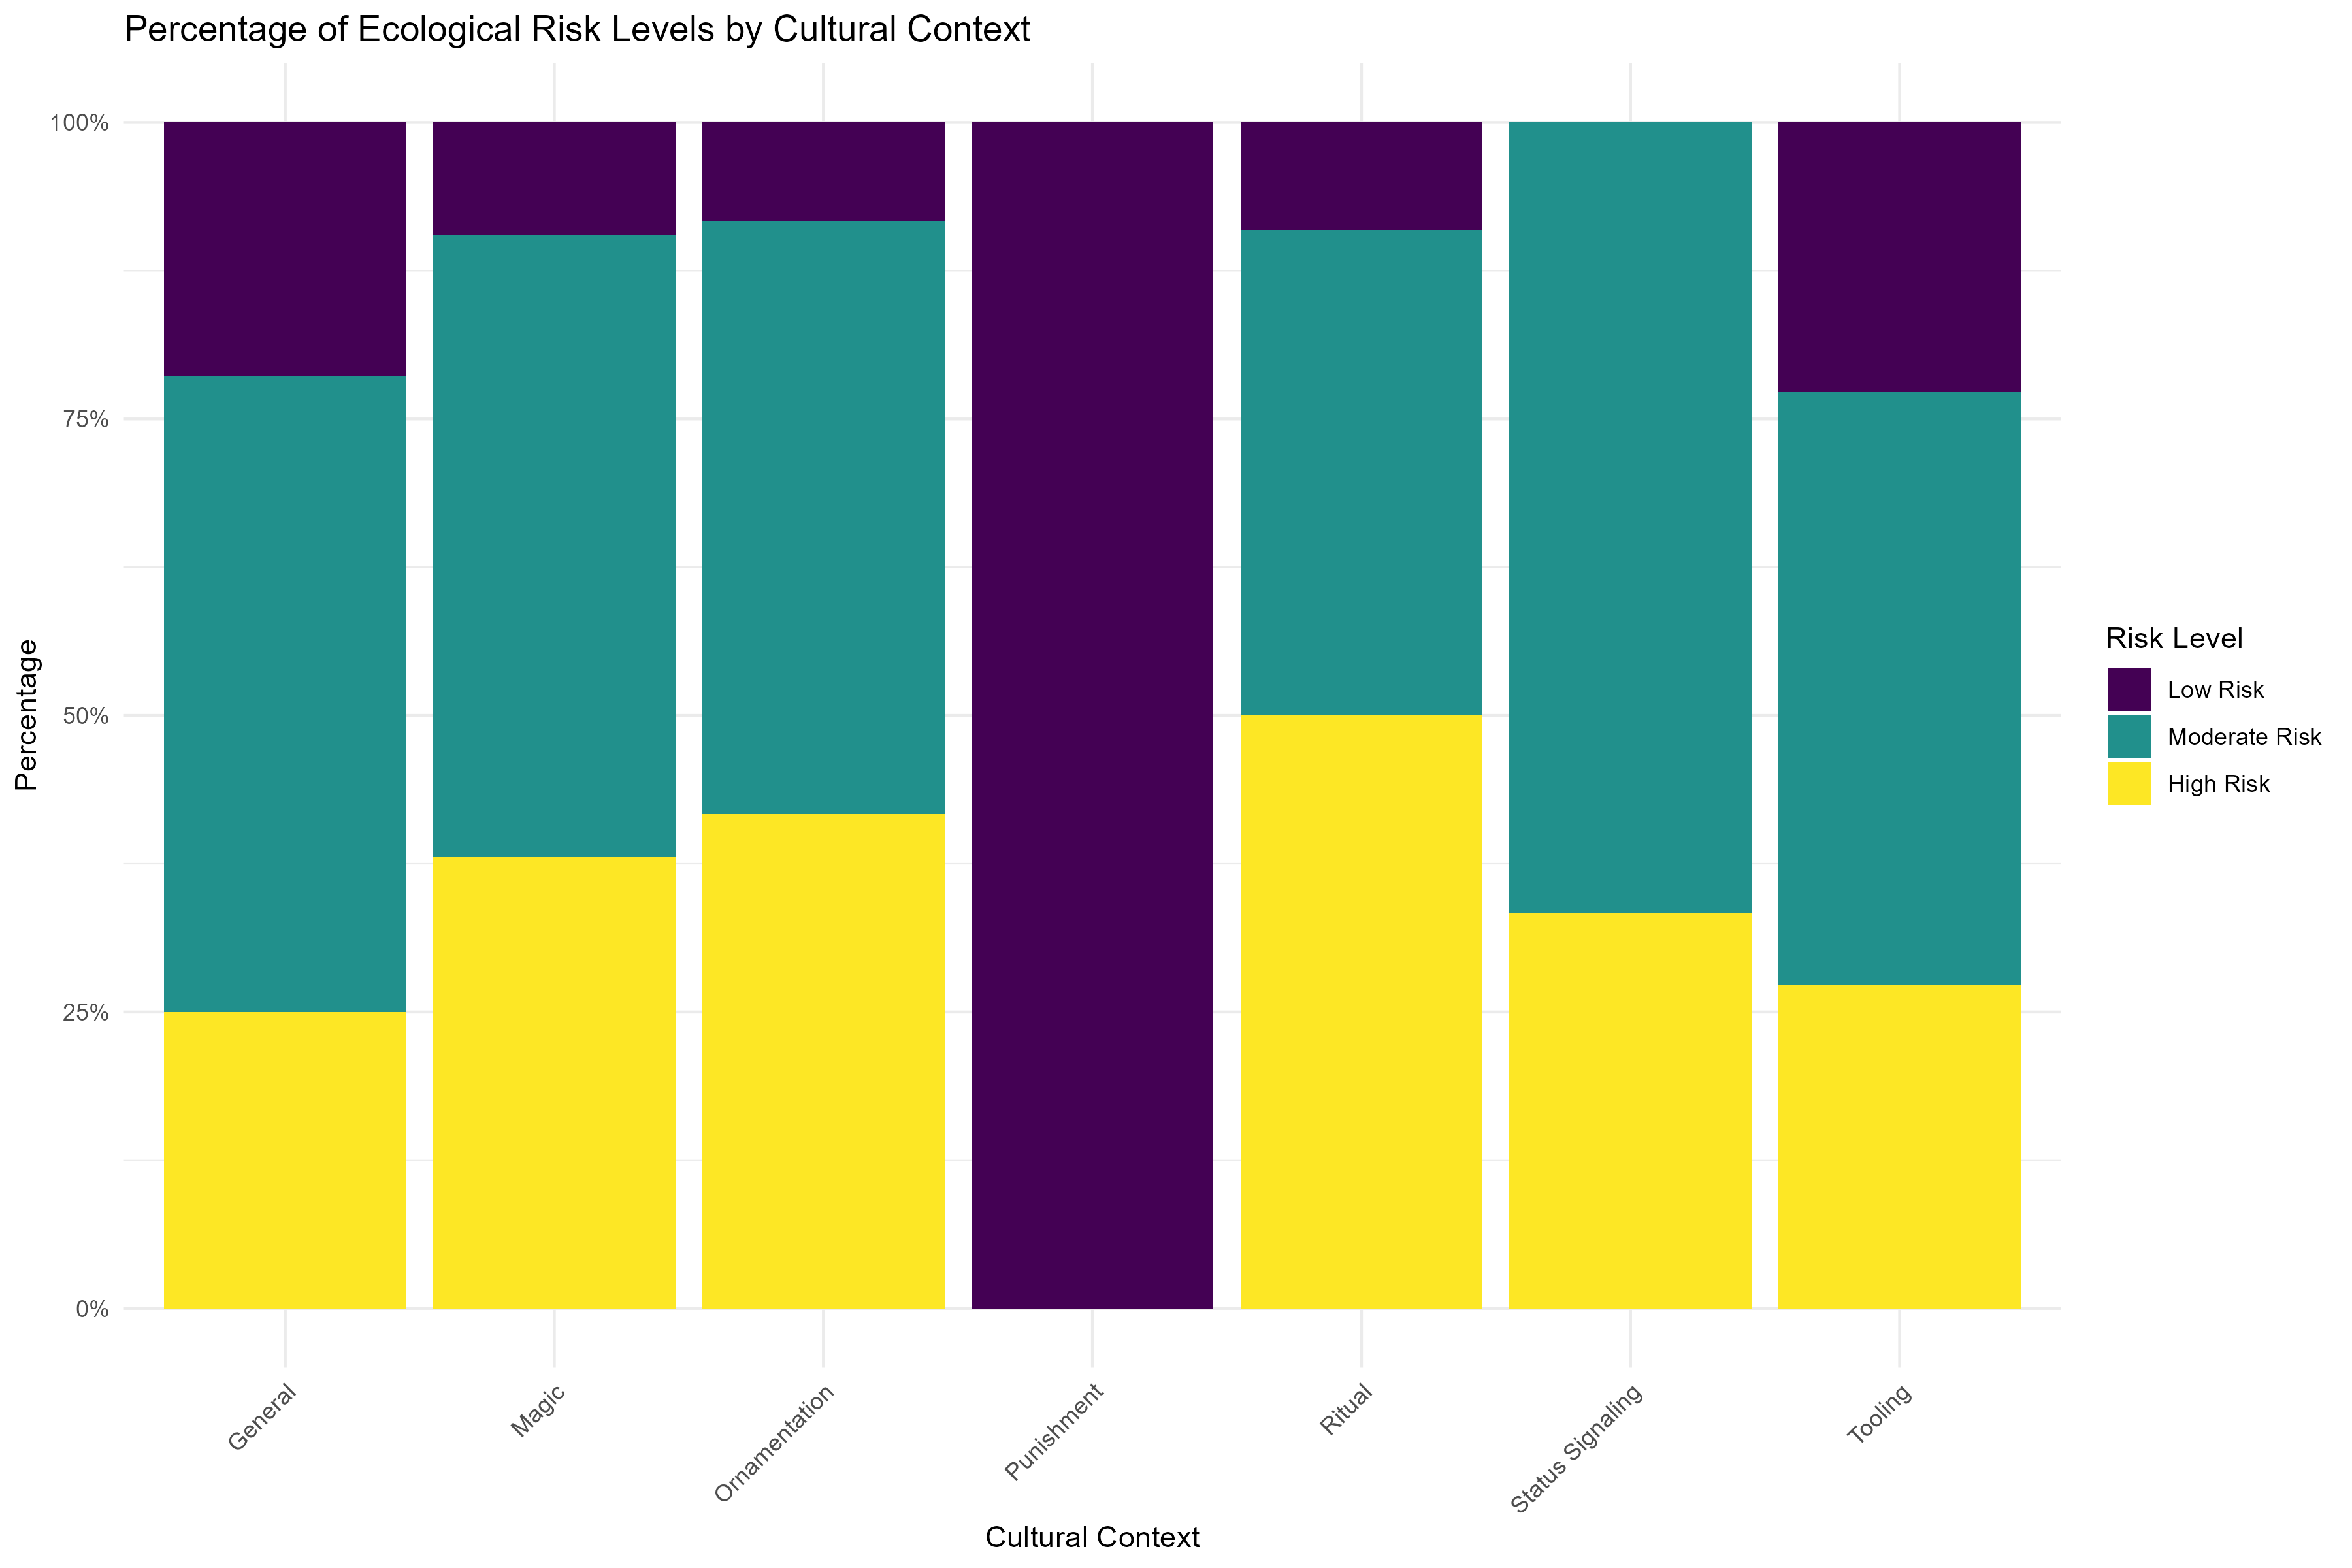 Percentage of Ecological Risk Levels by Cultural Context
100%
75%
50%
25%
0%
Percentage
General
Magic
Ornamentation
Punishment
Ritual
Status Signaling
Tooling
Cultural Context
Risk Level
Low Risk
Moderate Risk
High Risk